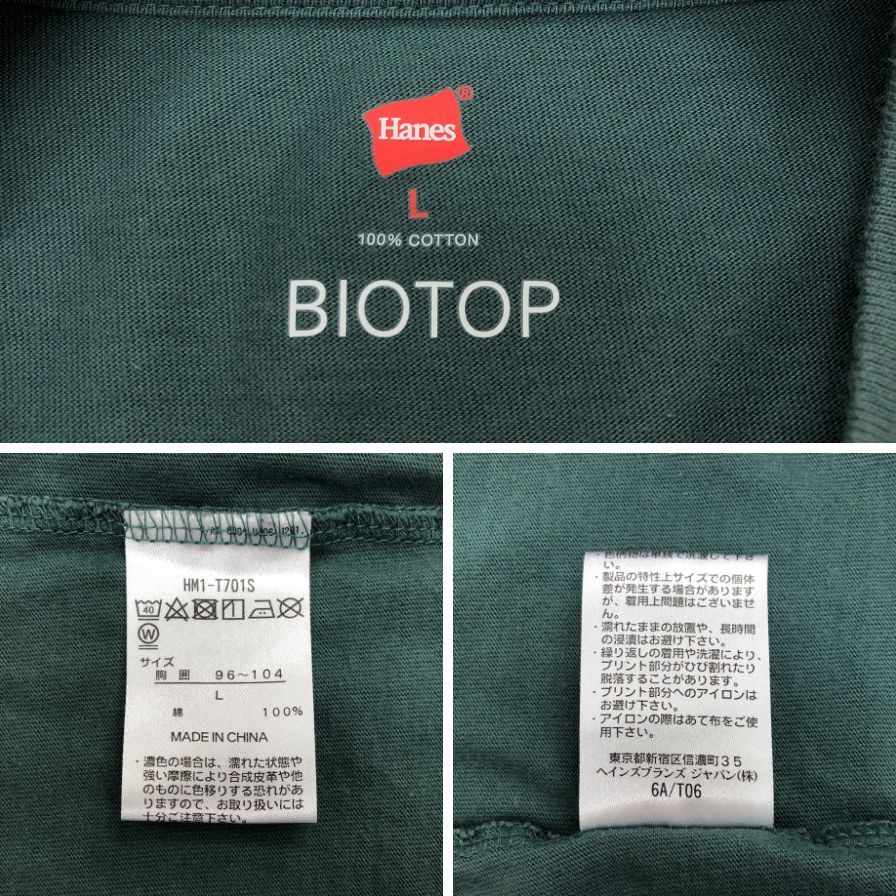 Hanes®
L
100% COTTON
BIOTOP
HM1-T701S
40
W
サイズ
胸 囲 96～104
L
綿 100%
MADE IN CHINA
・濃色の場合は、濡れた状態や
強い摩擦により合成皮革や他
のものに色移りする恐れがあ
りますので、お取り扱いには
十分ご注意下さい。
い。
・製品の特性上サイズでの個体
差が発生する場合があります
が、着用上問題はございませ
ん。
・濡れたままの放置や、長時間
の浸漬はお避け下さい。
・繰り返しの着用や洗濯により、
プリント部分がひび割れたり
脱落することがあります。
・プリント部分へのアイロンは
お避け下さい。
・アイロンの際はあて布をご使
用下さい。
東京都新宿区信濃町35
ヘインズブランズ ジャパン(株)
6A/T06